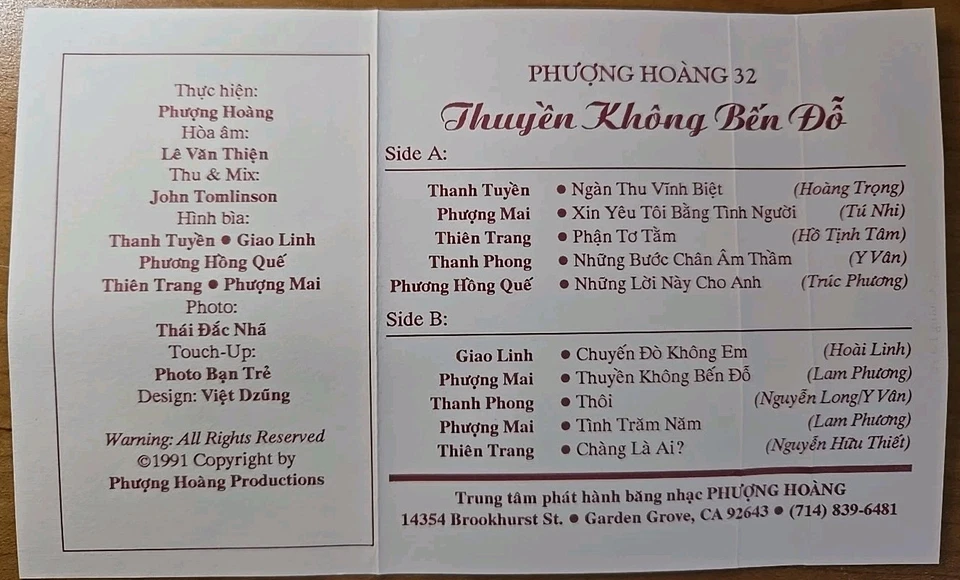 Thực hiện:
Phượng Hoàng
Hòa âm:
Lê Văn Thiện
Thu & Mix:
John Tomlinson
Hình bìa:
Thanh Tuyền • Giao Linh
Phương Hồng Quế
Thiên Trang • Phượng Mai
Photo:
Thái Đắc Nhã
Touch-Up:
Photo Bạn Trẻ
Design: Việt Dzũng
Warning: All Rights Reserved
©1991 Copyright by
Phượng Hoàng Productions
PHƯỢNG HOÀNG 32
Thuyền Không Bến Đỗ
Side A:
Thanh Tuyền • Ngàn Thu Vĩnh Biệt (Hoàng Trọng)
Phượng Mai • Xin Yêu Tôi Bằng Tình Người (Tú Nhi)
Thiên Trang • Phận Tơ Tằm (Hồ Tịnh Tâm)
Thanh Phong • Những Bước Chân Âm Thầm (Y Vân)
Phương Hồng Quế • Những Lời Này Cho Anh (Trúc Phương)
Side B:
Giao Linh • Chuyến Đò Không Em (Hoài Linh)
Phượng Mai • Thuyền Không Bến Đỗ (Lam Phương)
Thanh Phong • Thôi (Nguyễn Long/Y Vân)
Phượng Mai • Tình Trăm Năm (Lam Phương)
Thiên Trang • Chàng Là Ai? (Nguyễn Hữu Thiết)
Trung tâm phát hành băng nhạc PHƯỢNG HOÀNG
14354 Brookhurst St. • Garden Grove, CA 92643 • (714) 839-6481